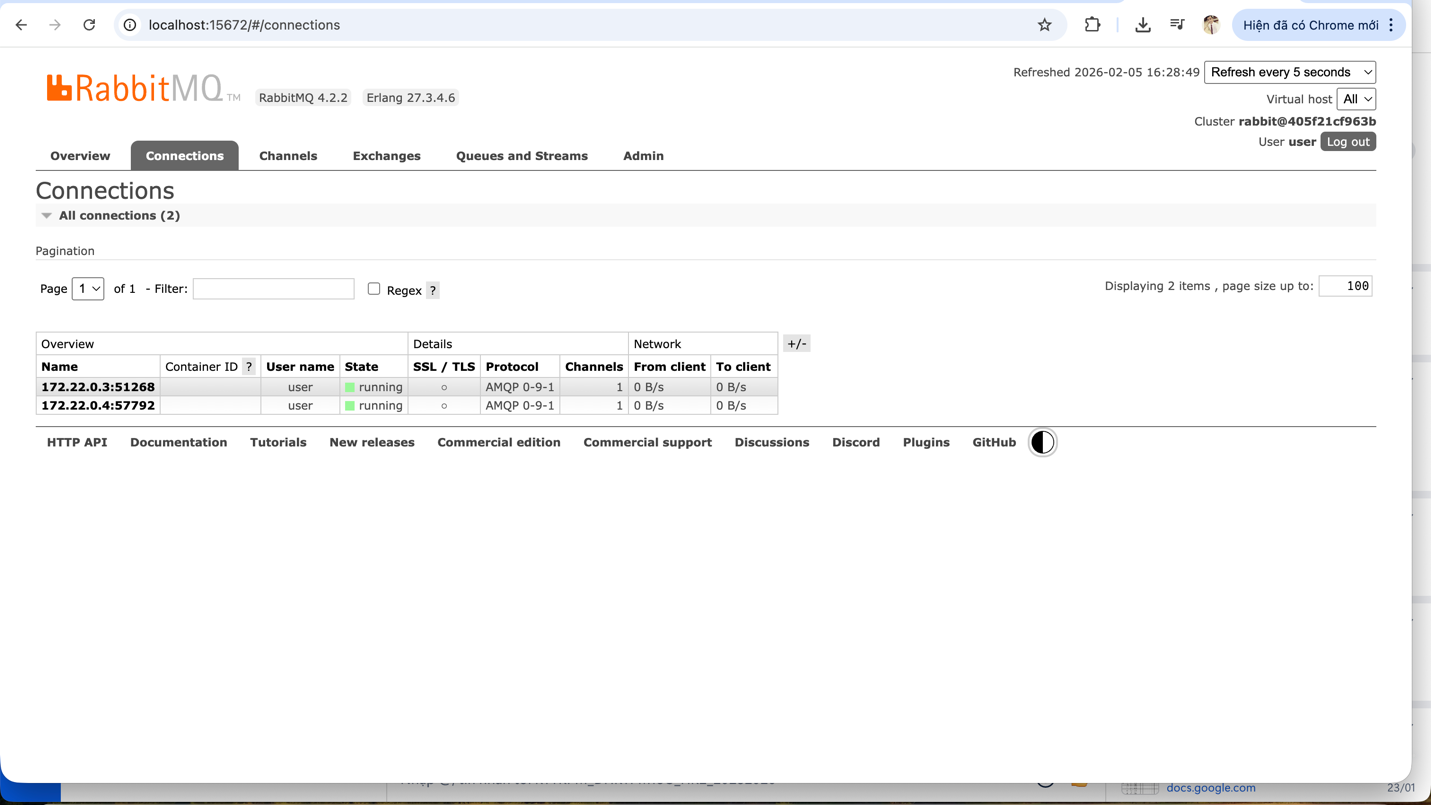 localhost:15672/#/connections
Hiện đã có Chrome mới
RabbitMQ TM
RabbitMQ 4.2.2
Erlang 27.3.4.6
Refreshed 2026-02-05 16:28:49
Refresh every 5 seconds
Virtual host All
Cluster rabbit@405f21cf963b
User user Log out
Overview Connections Channels Exchanges Queues and Streams Admin
Connections
All connections (2)
Pagination
Page 1 of 1 - Filter: Regex ?
Displaying 2 items , page size up to: 100
Overview Details Network +/-
Name Container ID ? User name State SSL / TLS Protocol Channels From client To client
172.22.0.3:51268 user running ○ AMQP 0-9-1 1 0 B/s 0 B/s
172.22.0.4:57792 user running ○ AMQP 0-9-1 1 0 B/s 0 B/s
HTTP API Documentation Tutorials New releases Commercial edition Commercial support Discussions Discord Plugins GitHub
docs.google.com
23/01